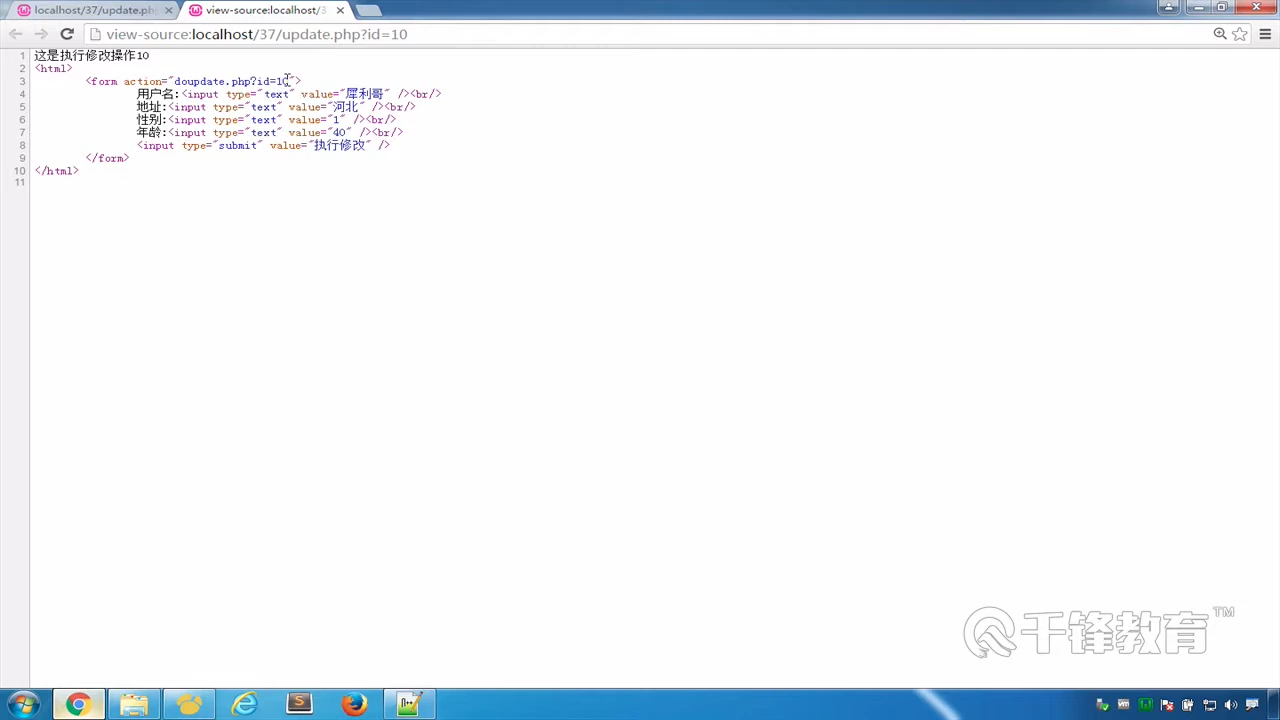 localhost/37/update.ph
view-source:localhost/3
view-source:localhost/37/update.php?id=10
1 这是执行修改操作10
2 <html>
3 <form action="doupdate.php?id=10">
4 用户名:<input type="text" value="犀利哥" /><br/>
5 地址:<input type="text" value="河北" /><br/>
6 性别:<input type="text" value="1" /><br/>
7 年龄:<input type="text" value="40" /><br/>
8 <input type="submit" value="执行修改" />
9 </form>
10 </html>
11
千锋教育™